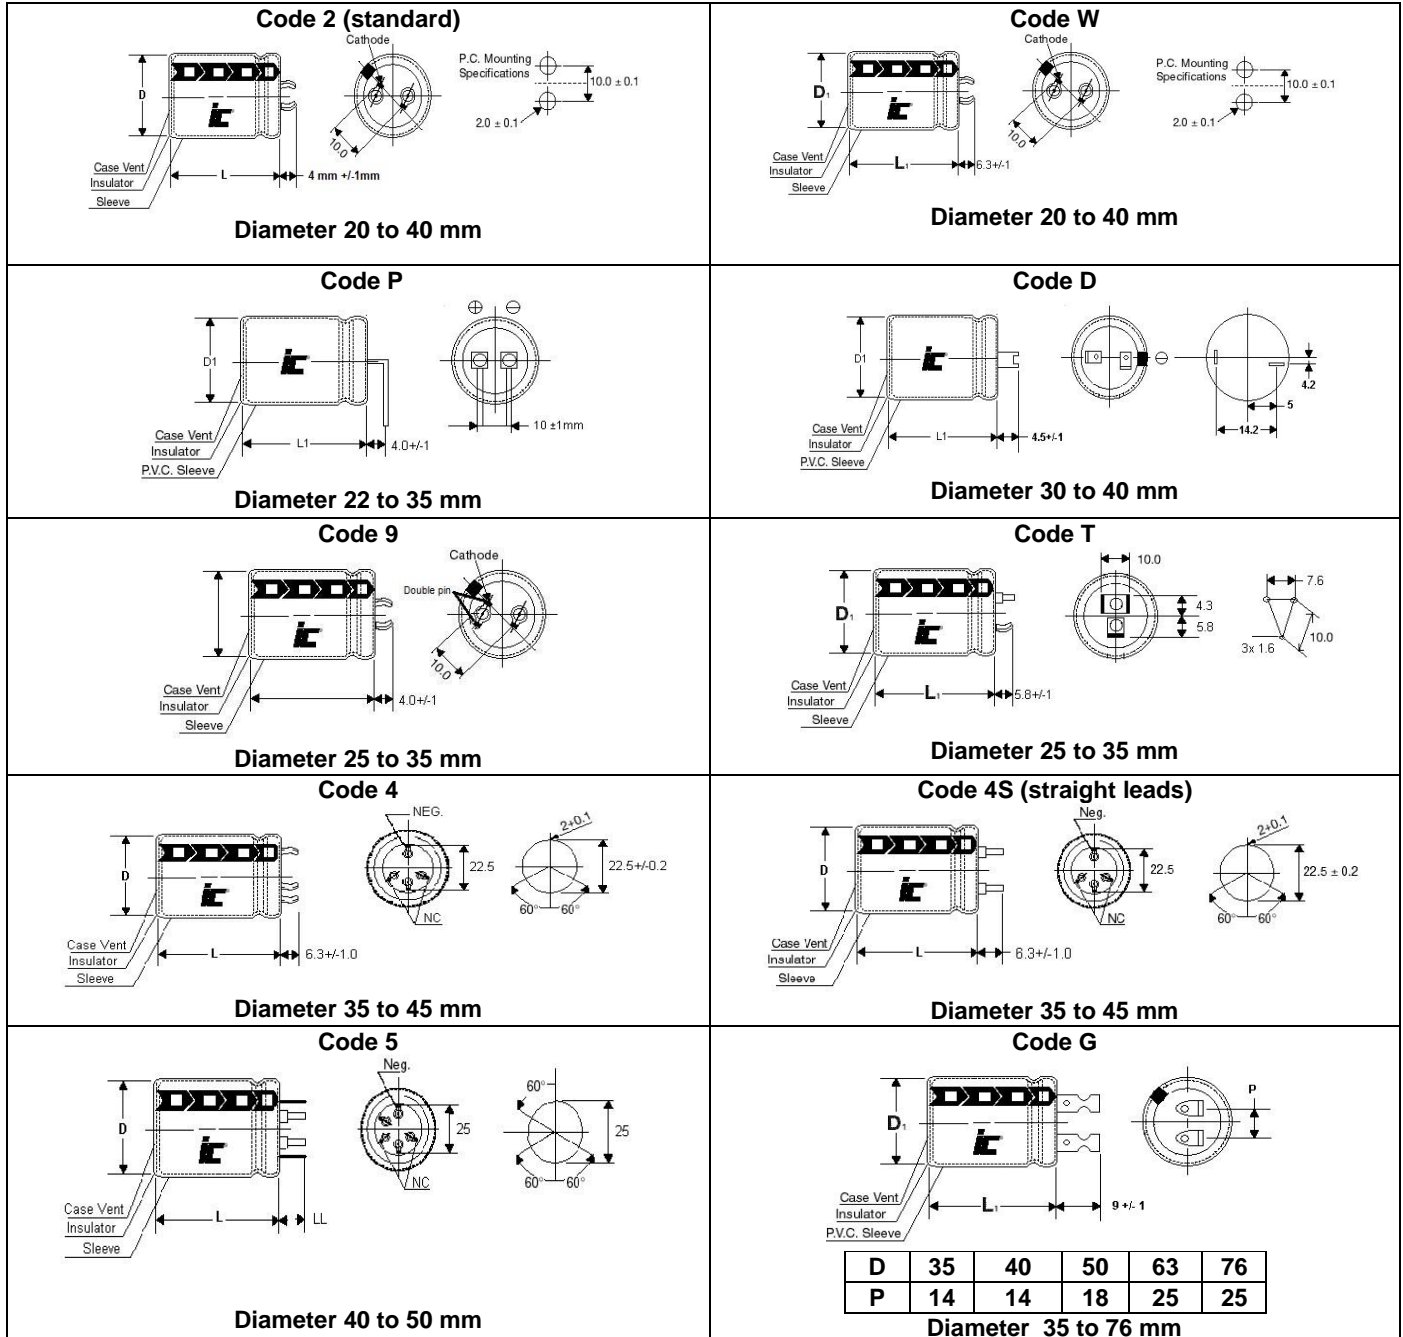 Code 2 (standard)
Cathode
P.C. Mounting
Specifications
10.0 ± 0.1
D
ic
10.0
2.0 ± 0.1
Case Vent
Insulator
L
4 mm +/-1mm
Sleeve
Diameter 20 to 40 mm
Code W
Cathode
P.C. Mounting
Specifications
10.0 ± 0.1
D1
ic
10.0
2.0 ± 0.1
Case Vent
Insulator
L1
6.3+/-1
Sleeve
Diameter 20 to 40 mm
Code P
+ −
D1
ic
10 ±1mm
Case Vent
Insulator
L1
4.0+/-1
P.V.C. Sleeve
Diameter 22 to 35 mm
Code D
D1
ic
−
4.2
5
14.2
Case Vent
Insulator
L1
4.5+/-1
P.V.C. Sleeve
Diameter 30 to 40 mm
Code 9
Cathode
Double pin
ic
10.0
Case Vent
Insulator
4.0+/-1
Sleeve
Diameter 25 to 35 mm
Code T
10.0
7.6
D1
4.3
5.8
10.0
3x 1.6
ic
Case Vent
Insulator
L1
5.8+/-1
Sleeve
Diameter 25 to 35 mm
Code 4
NEG.
2+0.1
D
22.5
22.5+/-0.2
ic
60° 60°
NC
Case Vent
Insulator
L
6.3+/-1.0
Sleeve
Diameter 35 to 45 mm
Code 4S (straight leads)
Neg.
2+0.1
D
22.5
22.5 ± 0.2
ic
60° 60°
NC
Case Vent
Insulator
L
6.3+/-1.0
Sleeve
Diameter 35 to 45 mm
Code 5
Neg.
60°
D
25
25
ic
60° 60°
NC
Case Vent
Insulator
L
LL
Sleeve
Diameter 40 to 50 mm
Code G
P
D1
ic
Case Vent
Insulator
L1
9 +/- 1
P.V.C. Sleeve
D 35 40 50 63 76
P 14 14 18 25 25
Diameter 35 to 76 mm